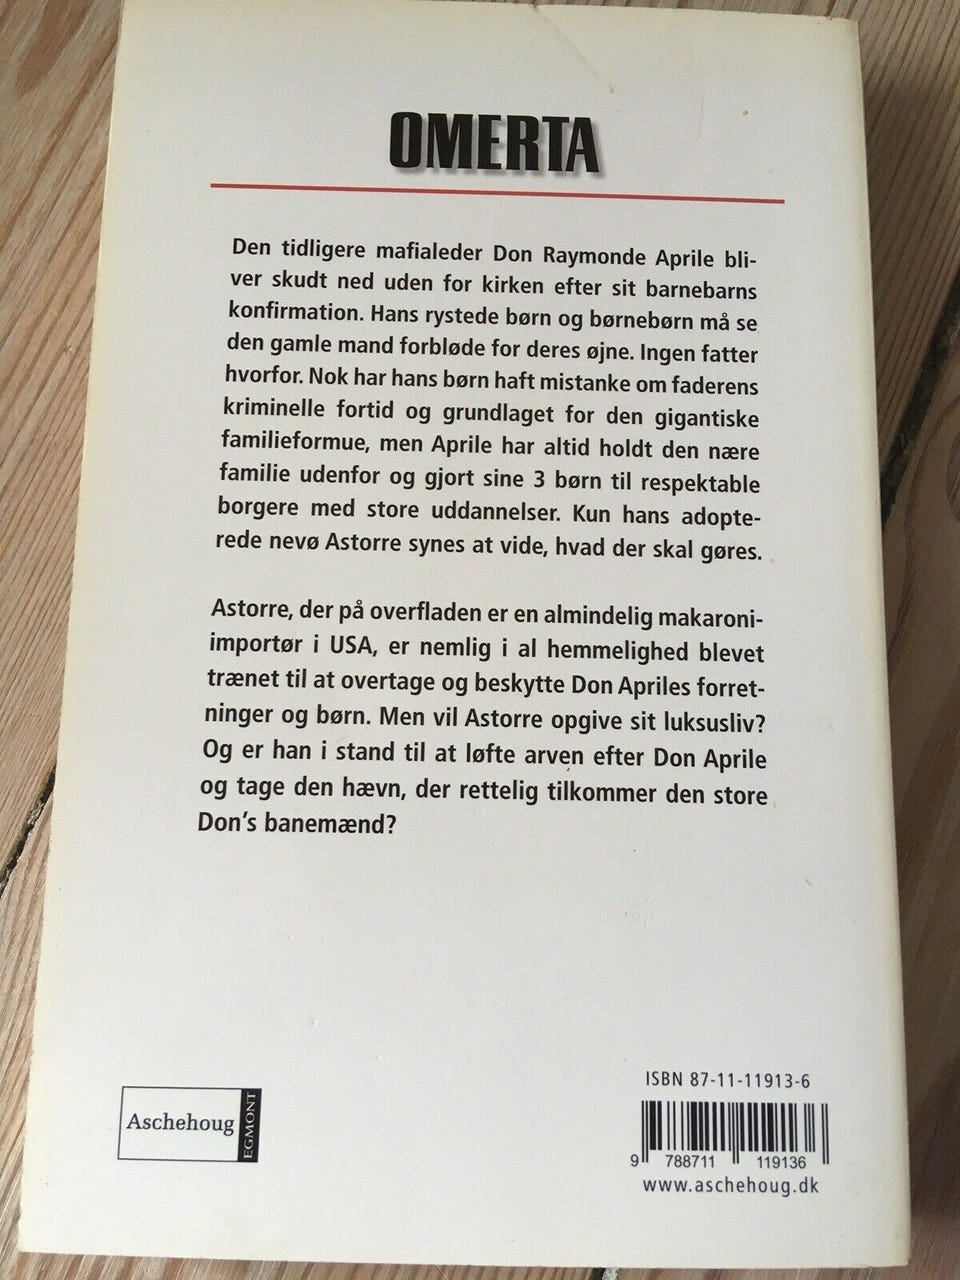 OMERTA
Den tidligere mafialeder Don Raymonde Aprile bli-
ver skudt ned uden for kirken efter sit barnebarns
konfirmation. Hans rystede børn og børnebørn må se
den gamle mand forbløde for deres øjne. Ingen fatter
hvorfor. Nok har hans børn haft mistanke om faderens
kriminelle fortid og grundlaget for den gigantiske
familieformue, men Aprile har altid holdt den nære
familie udenfor og gjort sine 3 børn til respektable
borgere med store uddannelser. Kun hans adopte-
rede nevø Astorre synes at vide, hvad der skal gøres.
Astorre, der på overfladen er en almindelig makaroni-
importør i USA, er nemlig i al hemmelighed blevet
trænet til at overtage og beskytte Don Apriles forret-
ninger og børn. Men vil Astorre opgive sit luksusliv?
Og er han i stand til at løfte arven efter Don Aprile
og tage den hævn, der rettelig tilkommer den store
Don's banemænd?
Aschehoug
EGMONT
ISBN 87-11-11913-6
9 788711 119136
www.aschehoug.dk